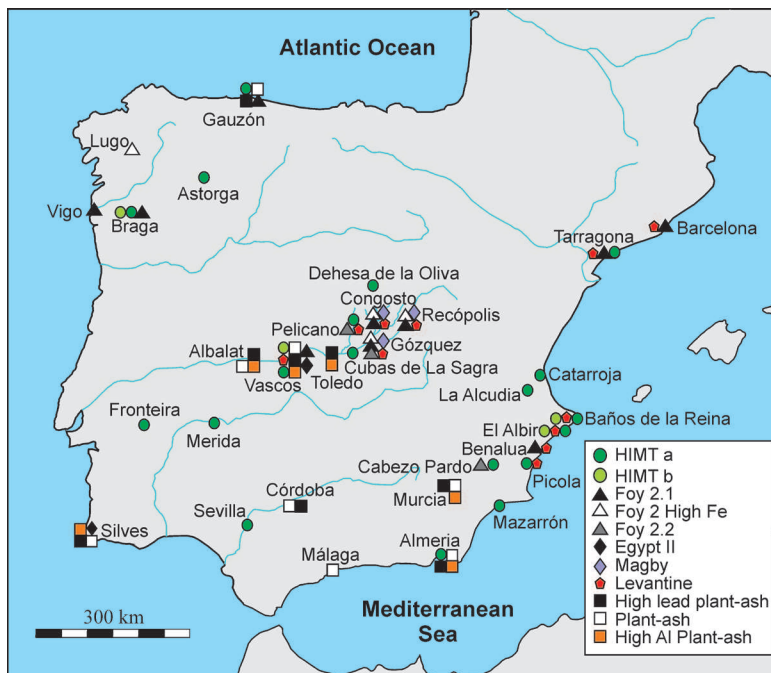 Atlantic Ocean
Gauzón
Lugo
Astorga
Vigo
Braga
Barcelona
Tarragona
Dehesa de la Oliva
Congosto
Recópolis
Pelicano
Gózquez
Albalat
Cubas de La Sagra
Vascos
Toledo
Catarroja
La Alcudia
Fronteira
Merida
Baños de la Reina
El Albir
Benalua
Cabezo Pardo
Picola
Córdoba
Murcia
Sevilla
Mazarrón
Silves
Málaga
Almeria
Mediterranean
Sea
300 km
HIMT a
HIMT b
Foy 2.1
Foy 2 High Fe
Foy 2.2
Egypt II
Magby
Levantine
High lead plant-ash
Plant-ash
High Al Plant-ash